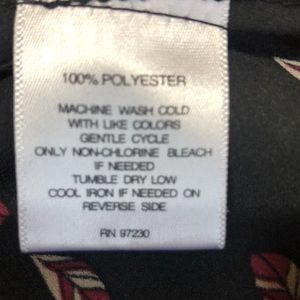 100% POLYESTER
MACHINE WASH COLD
WITH LIKE COLORS
GENTLE CYCLE
ONLY NON-CHLORINE BLEACH
IF NEEDED
TUMBLE DRY LOW
COOL IRON IF NEEDED ON
REVERSE SIDE
RN 97230